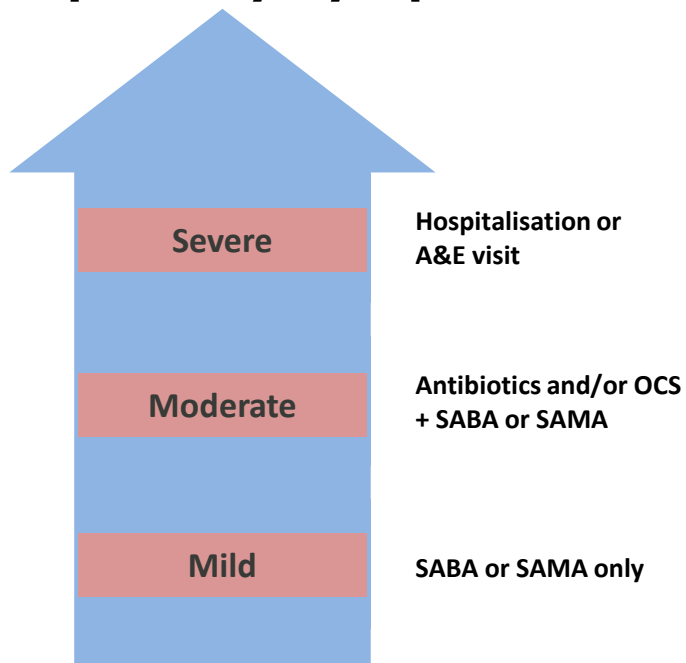 Severe
Hospitalisation or
A&E visit
Moderate
Antibiotics and/or OCS
+ SABA or SAMA
Mild
SABA or SAMA only